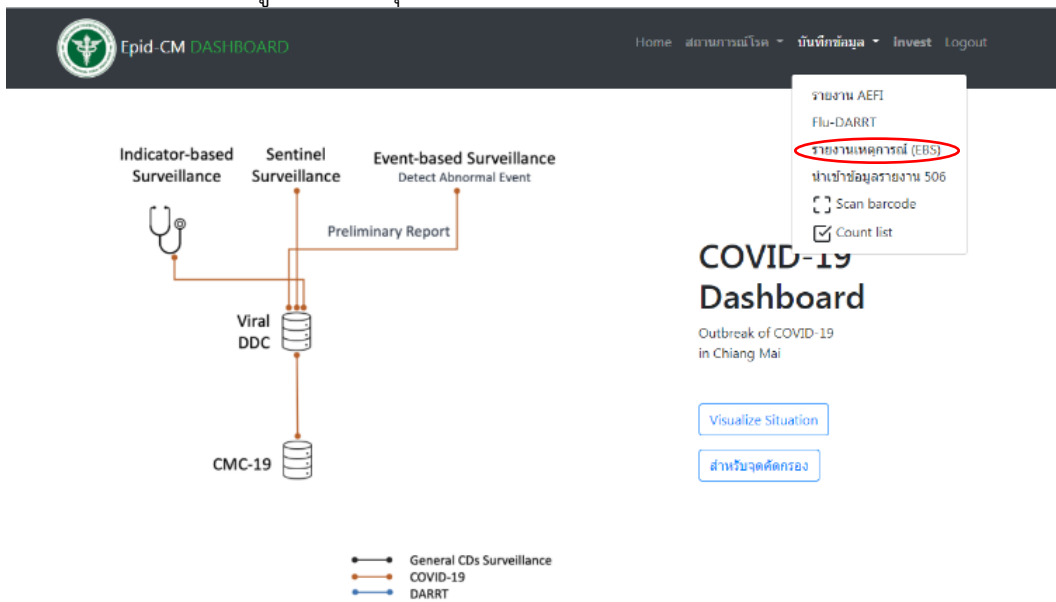 Epid-CM DASHBOARD
Home สถานการณ์โรค บันทึกข้อมูล Invest Logout
รายงาน AEFI
Flu-DARRT
รายงานเหตุการณ์ (EBS)
นำเข้าข้อมูลรายงาน 506
Scan barcode
Count list
Indicator-based Surveillance
Sentinel Surveillance
Event-based Surveillance
Detect Abnormal Event
Preliminary Report
Viral DDC
CMC-19
COVID-19
Dashboard
Outbreak of COVID-19
in Chiang Mai
Visualize Situation
สำหรับจุดคัดกรอง
General CDs Surveillance
COVID-19
DARRT